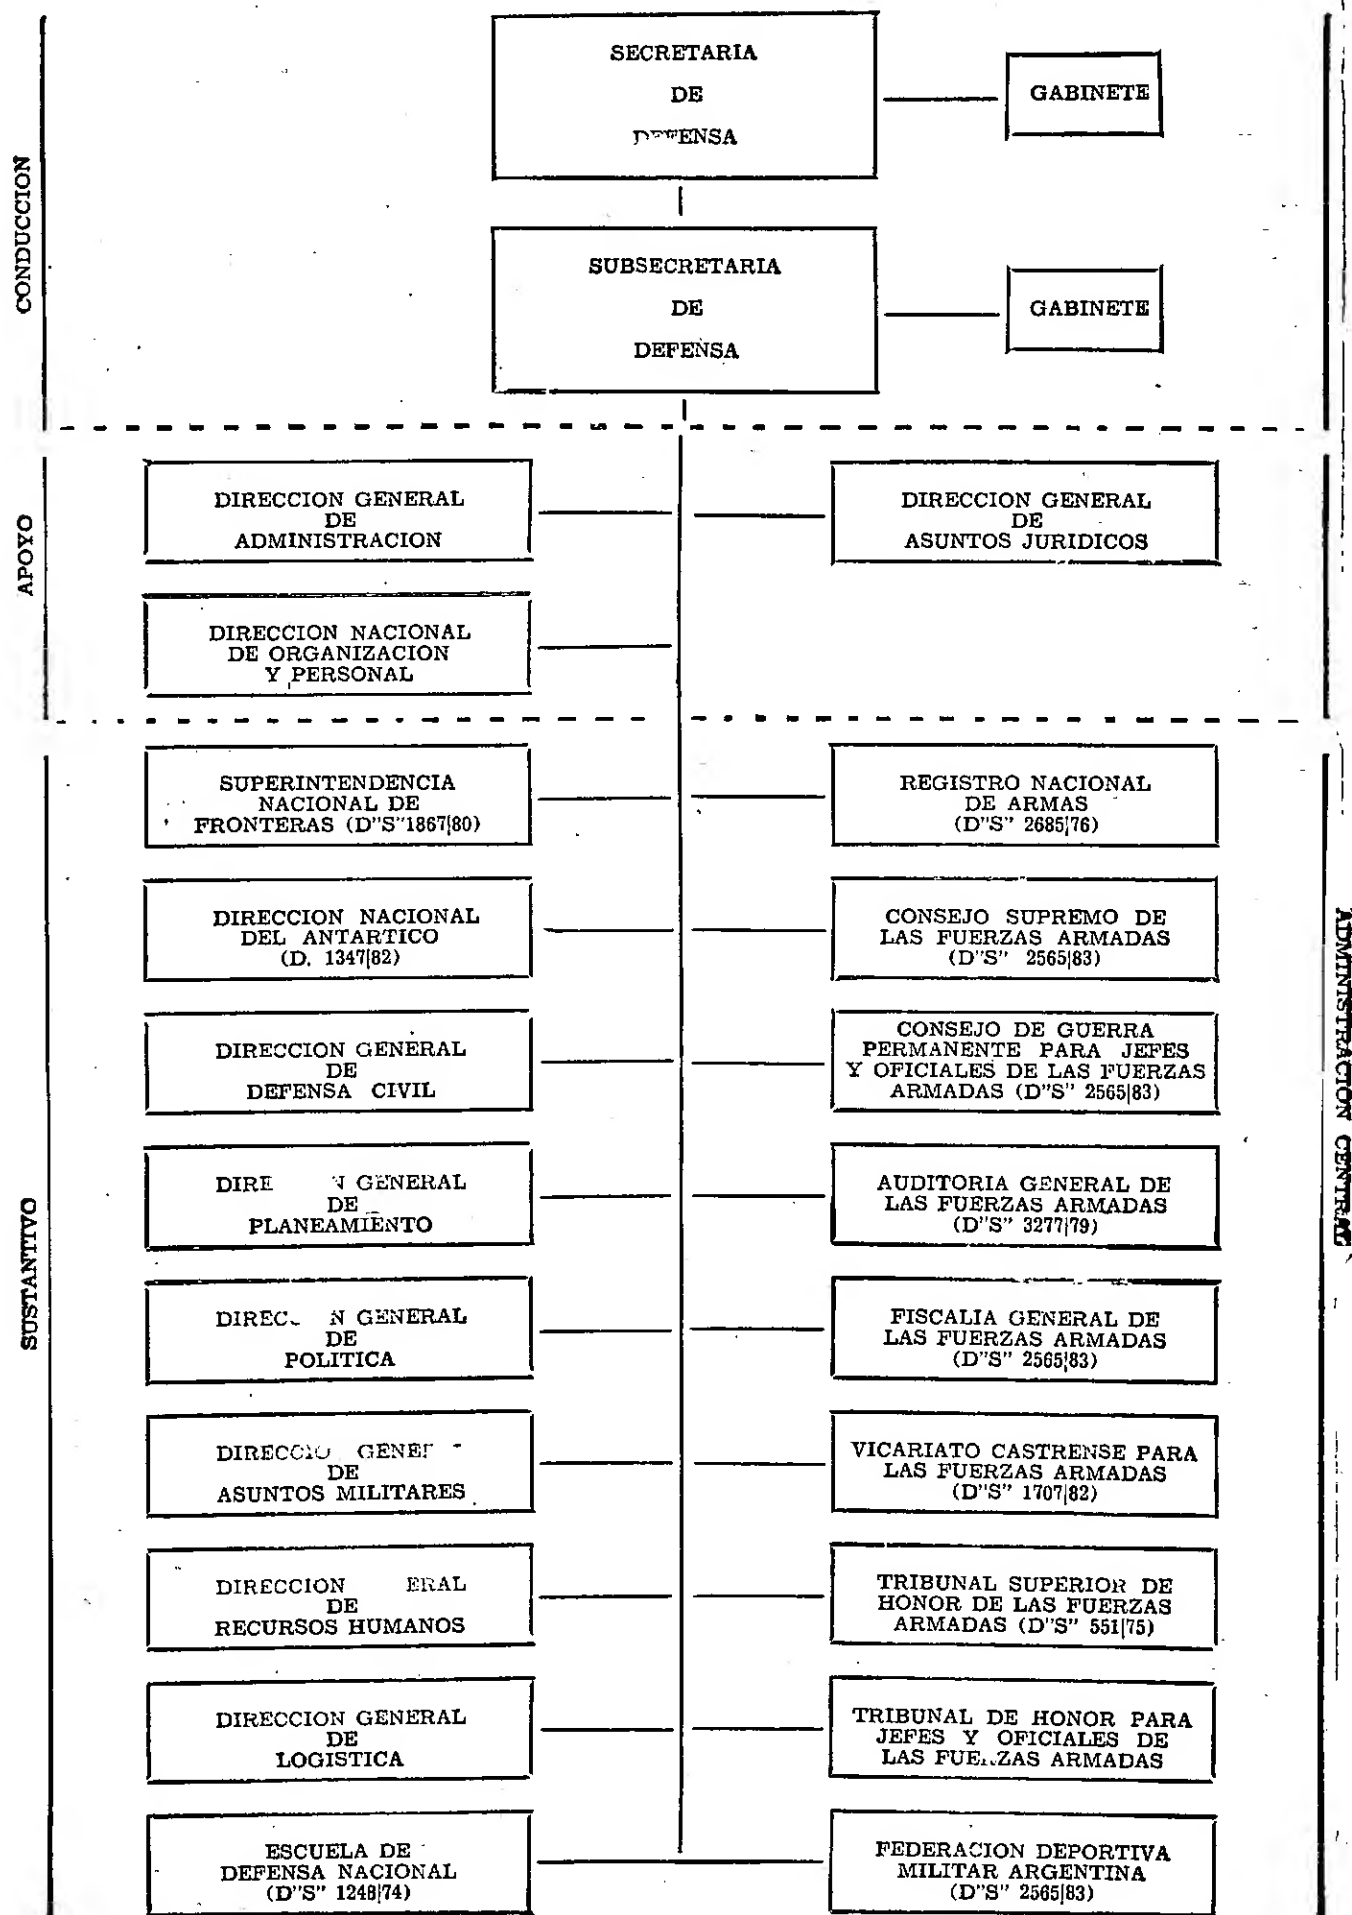 SECRETARIA
DE
GABINETE
CONDUCCION
SUBSECRETARIA
DE
DEFENSA
GABINETE
APOYO
DIRECCION GENERAL
DE
ADMINISTRACION
DIRECCION GENERAL
DE
ASUNTOS JURIDICOS
DIRECCION NACIONAL
DE ORGANIZACION
Y PERSONAL
SUSTANTIVO
ADMINISTRACION CENTRAL
SUPERINTENDENCIA
NACIONAL DE
FRONTERAS (D"S"1867|80)
REGISTRO NACIONAL
DE ARMAS
(D"S" 2685|76)
DIRECCION NACIONAL
DEL ANTARTICO
(D. 1347|82)
CONSEJO SUPREMO DE
LAS FUERZAS ARMADAS
(D"S" 2565|83)
DIRECCION GENERAL
DE
DEFENSA CIVIL
CONSEJO DE GUERRA
PERMANENTE PARA JEFES
Y OFICIALES DE LAS FUERZAS
ARMADAS (D"S" 2565|83)
GENERAL
DE
PLANEAMIENTO
AUDITORIA GENERAL DE
LAS FUERZAS ARMADAS
(D"S" 3277|79)
GENERAL
DE
POLITICA
FISCALIA GENERAL DE
LAS FUERZAS ARMADAS
(D"S" 2565|83)
DE
ASUNTOS MILITARES
VICARIATO CASTRENSE PARA
LAS FUERZAS ARMADAS
(D"S" 1707|82)
DIRECCION
DE
RECURSOS HUMANOS
TRIBUNAL SUPERIOR DE
HONOR DE LAS FUERZAS
ARMADAS (D"S" 551|75)
DIRECCION GENERAL
DE
LOGISTICA
TRIBUNAL DE HONOR PARA
JEFES Y OFICIALES DE
LAS FUERZAS ARMADAS
ESCUELA DE
DEFENSA NACIONAL
(D"S" 1248|74)
FEDERACION DEPORTIVA
MILITAR ARGENTINA
(D"S" 2565|83)